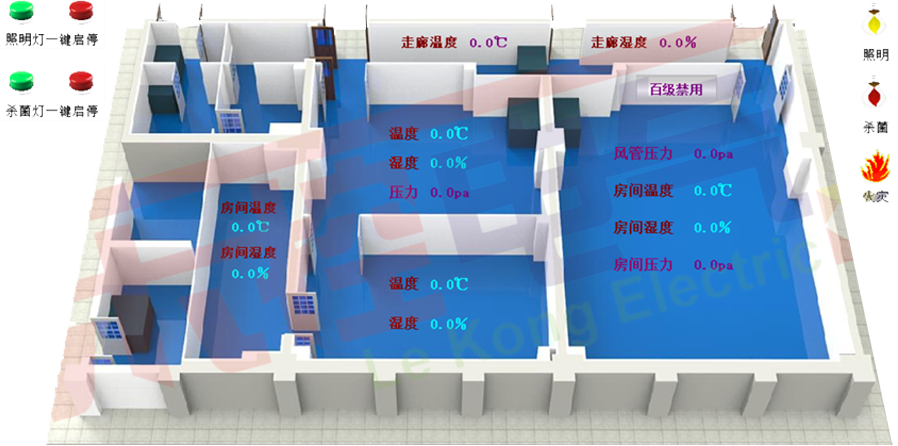 照明灯一键启停
杀菌灯一键启停
走廊温度 0.0℃
走廊湿度 0.0%
百级禁用
温度 0.0℃
湿度 0.0%
压力 0.0pa
风管压力 0.0pa
房间温度 0.0℃
房间湿度 0.0%
房间压力 0.0pa
房间温度
0.0℃
房间湿度
0.0%
温度 0.0℃
湿度 0.0%
照明
杀菌
火灾
Le Kong Electric